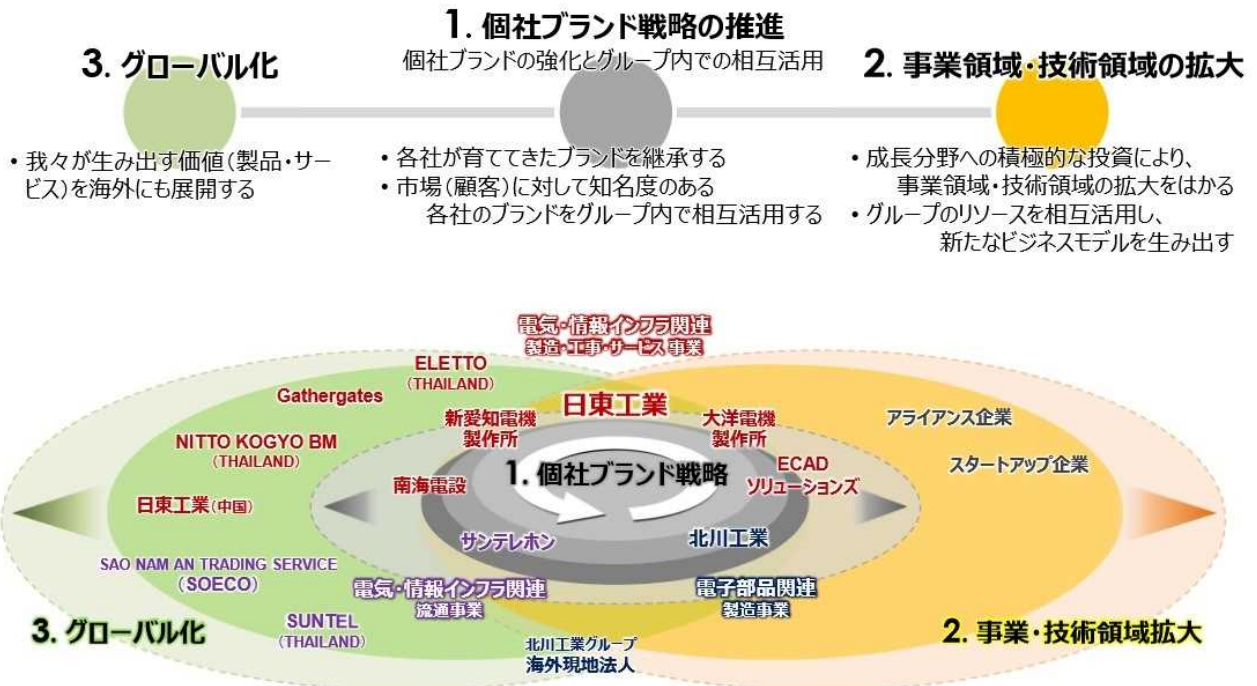 1. 個社ブランド戦略の推進
個社ブランドの強化とグループ内での相互活用
3. グローバル化
2. 事業領域・技術領域の拡大
• 我々が生み出す価値(製品・サー
ビス)を海外にも展開する
• 各社が育ててきたブランドを継承する
• 市場(顧客)に対して知名度のある
各社のブランドをグループ内で相互活用する
• 成長分野への積極的な投資により、
事業領域・技術領域の拡大をはかる
• グループのリソースを相互活用し、
新たなビジネスモデルを生み出す
電気・情報インフラ関連
製造・工事・サービス 事業
ELETTO
(THAILAND)
Gathergates
日東工業
新愛知電機
製作所
大洋電機
製作所
アライアンス企業
NITTO KOGYO BM
(THAILAND)
スタートアップ企業
1. 個社ブランド戦略
南海電設
ECAD
ソリューションズ
日東工業(中国)
サンテレホン
北川工業
SAO NAM AN TRADING SERVICE
(SOECO)
電気・情報インフラ関連
流通事業
電子部品関連
製造事業
SUNTEL
(THAILAND)
3. グローバル化
2. 事業・技術領域拡大
北川工業グループ
海外現地法人